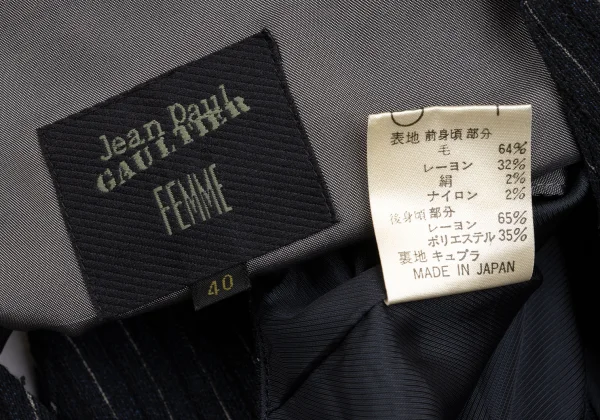 Jean Paul
GAULTIER
FEMME
40
表地 前身頃 部分
毛 64%
レーヨン 32%
絹 2%
ナイロン 2%
後身頃 部分
レーヨン 65%
ポリエステル 35%
裏地 キュプラ
MADE IN JAPAN